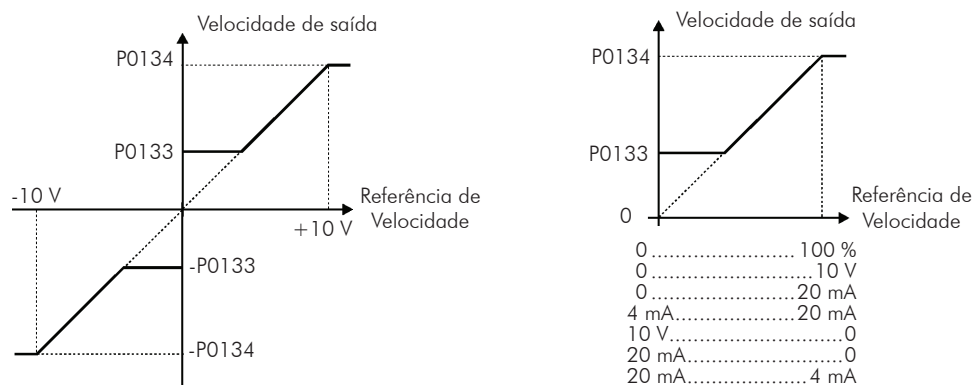 Velocidade de saída
P0134
P0133
-10 V
Referência de
Velocidade
+10 V
-P0133
-P0134
Velocidade de saída
P0134
P0133
0
Referência de
Velocidade
0........................ 100 %
0............................10 V
0......................... 20 mA
4 mA.....................20 mA
10 V..............................0
20 mA...........................0
20 mA..................... 4 mA